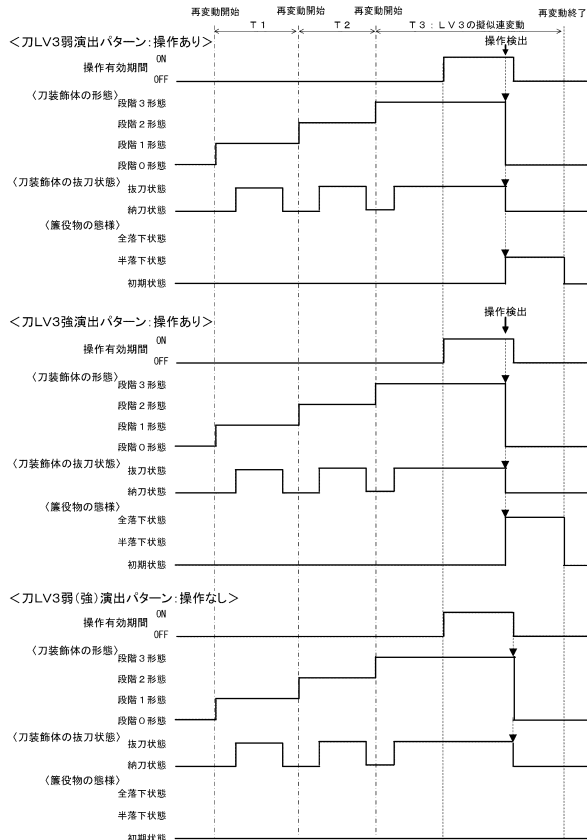 再変動開始 再変動開始 再変動開始 再変動終了
T1 T2 T3:LV3の擬似連変動
<刀LV3弱演出パターン:操作あり> 操作検出
操作有効期間 ON
OFF
〈刀装飾体の形態〉
段階3形態
段階2形態
段階1形態
段階0形態
〈刀装飾体の抜刀状態〉 抜刀状態
納刀状態
〈簾役物の態様〉
全落下状態
半落下状態
初期状態
<刀LV3強演出パターン:操作あり> 操作検出
操作有効期間 ON
OFF
〈刀装飾体の形態〉
段階3形態
段階2形態
段階1形態
段階0形態
〈刀装飾体の抜刀状態〉 抜刀状態
納刀状態
〈簾役物の態様〉
全落下状態
半落下状態
初期状態
<刀LV3弱(強)演出パターン:操作なし>
操作有効期間 ON
OFF
〈刀装飾体の形態〉
段階3形態
段階2形態
段階1形態
段階0形態
〈刀装飾体の抜刀状態〉 抜刀状態
納刀状態
〈簾役物の態様〉
全落下状態
半落下状態
初期状態